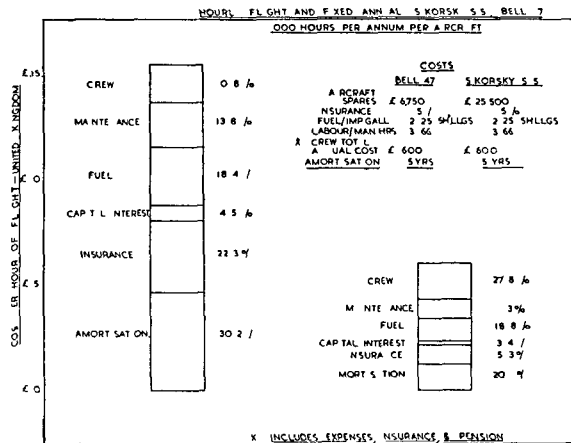 HOURL FL GHT AND F XED ANN AL S KORSK S S, BELL 7
000 HOURS PER ANNUM PER A RCR FT
COSTS
BELL 47 S KORSKY S S
A RCRAFT
SPARES £ 6,750 £ 25 500
NSURANCE 5 / 5 %
FUEL/IMP GALL 2 25 SH/LLGS 2 25 SH LLGS
LABOUR/MAN HRS 3 66 3 66
X CREW TOT L
A UAL COST £ 600 £ 600
AMORT SAT ON 5 YRS 5 YRS
COS ER HOUR OF FL GHT - UNITED K NGDOM
£ 15
£ 0
£ 5
£ 0
CREW 0 8 /o
MA NTE ANCE 13 8 /o
FUEL 18 4 /
CAP T L INTEREST 4 5 %
INSURANCE 22 3 %
AMORT SAT ON 30 2 /
CREW 27 8 /o
M NTE ANCE 3%
FUEL 18 8 /o
CAP TAL INTEREST 3 4 /
NSURA CE 5 3 %
MORT S TION 20 %
X INCLUDES EXPENSES, NSURANCE, & PENSION